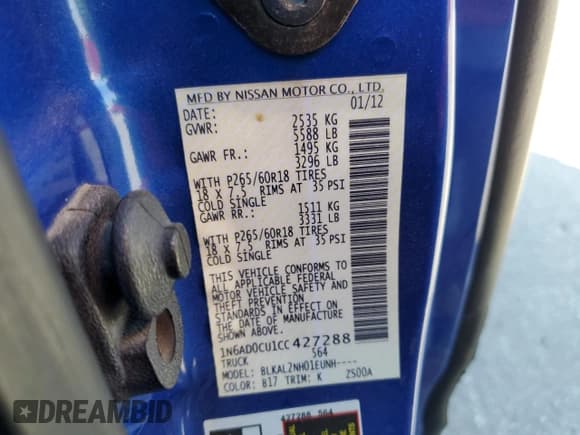 MFD BY NISSAN MOTOR CO., LTD.
DATE: 01/12
GVWR: 2535 KG
5588 LB
GAWR FR.: 1495 KG
3296 LB
WITH P265/60R18 TIRES
18 X 7.5 RIMS AT 35 PSI
COLD SINGLE
GAWR RR.: 1511 KG
3331 LB
WITH P265/60R18 TIRES
18 X 7.5 RIMS AT 35 PSI
COLD SINGLE
THIS VEHICLE CONFORMS TO
ALL APPLICABLE FEDERAL
MOTOR VEHICLE SAFETY AND
THEFT PREVENTION
STANDARDS IN EFFECT ON
THE DATE OF MANUFACTURE
SHOWN ABOVE.
1N6AD0CU1CC427288
TRUCK 564
MODEL: BLKAL2NH01EUNH----
COLOR: B17 TRIM: K 2500A
427288 564
DREAMBID